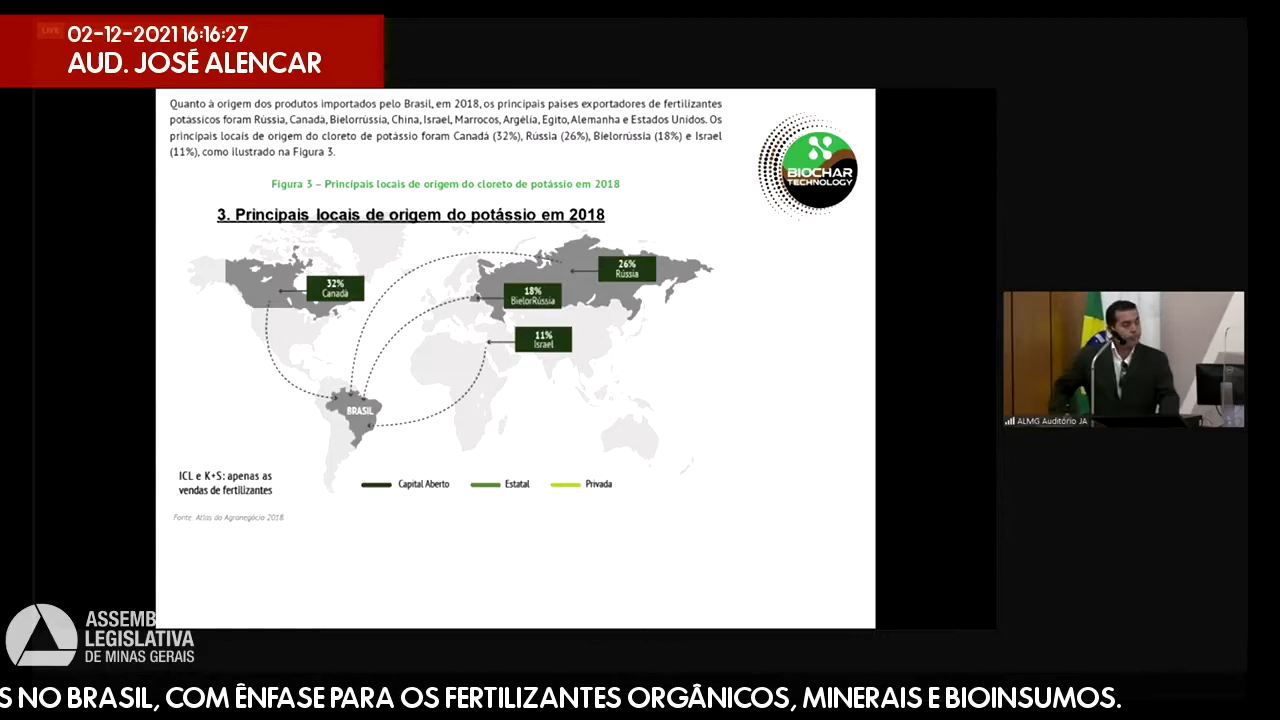 LIVE
02-12-2021 16:16:27
AUD. JOSÉ ALENCAR
Quanto à origem dos produtos importados pelo Brasil, em 2018, os principais países exportadores de fertilizantes
potássicos foram Rússia, Canadá, Bielorrússia, China, Israel, Marrocos, Argélia, Egito, Alemanha e Estados Unidos. Os
principais locais de origem do cloreto de potássio foram Canadá (32%), Rússia (26%), Bielorrússia (18%) e Israel
(11%), como ilustrado na Figura 3.
BIOCHAR
TECHNOLOGY
Figura 3 – Principais locais de origem do cloreto de potássio em 2018
3. Principais locais de origem do potássio em 2018
32%
Canadá
26%
Rússia
18%
BielorRússia
11%
Israel
BRASIL
ICL e K+S: apenas as
vendas de fertilizantes
Capital Aberto
Estatal
Privada
Fonte: Atlas do Agronegócio 2018
ALMG Auditório JA
ASSEMB
LEGISLATIVA
DE MINAS GERAIS
S NO BRASIL, COM ÊNFASE PARA OS FERTILIZANTES ORGÂNICOS, MINERAIS E BIOINSUMOS.